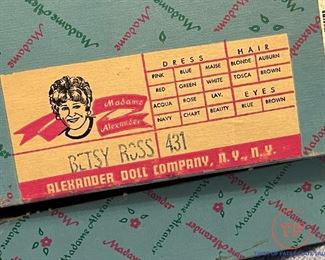 Madame Alexander
DRESS HAIR
PINK BLUE MAISE BLONDE AUBURN
RED GREEN WHITE TOSCA BROWN
ACQUA ROSE LAV. EYES
NAVY CHART BEAUTY BLUE BROWN
Madame
Alexander
BETSY ROSS 431
ALEXANDER DOLL COMPANY, N.Y., N.Y.
Madame Alexander